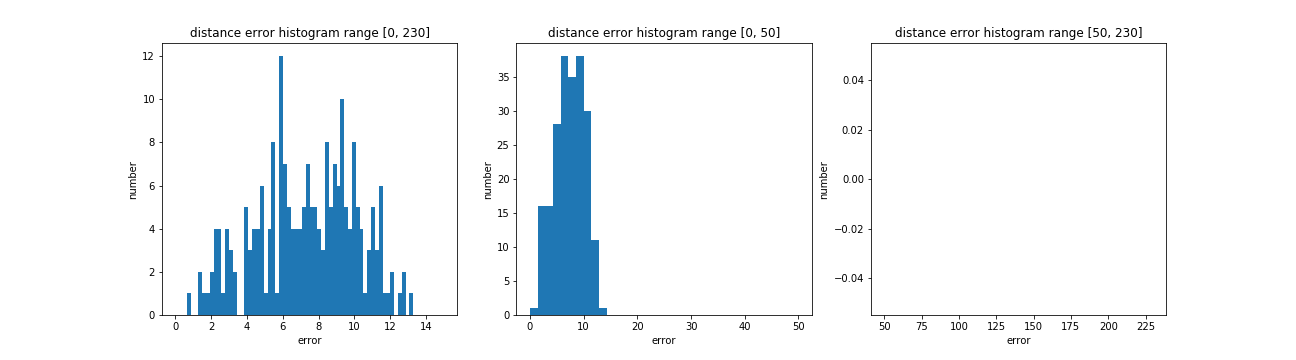 distance error histogram range [0, 230]
number
12
10
8
6
4
2
0
0 2 4 6 8 10 12 14
error
distance error histogram range [0, 50]
number
35
30
25
20
15
10
5
0
0 10 20 30 40 50
error
distance error histogram range [50, 230]
number
0.04
0.02
0.00
−0.02
−0.04
50 75 100 125 150 175 200 225
error